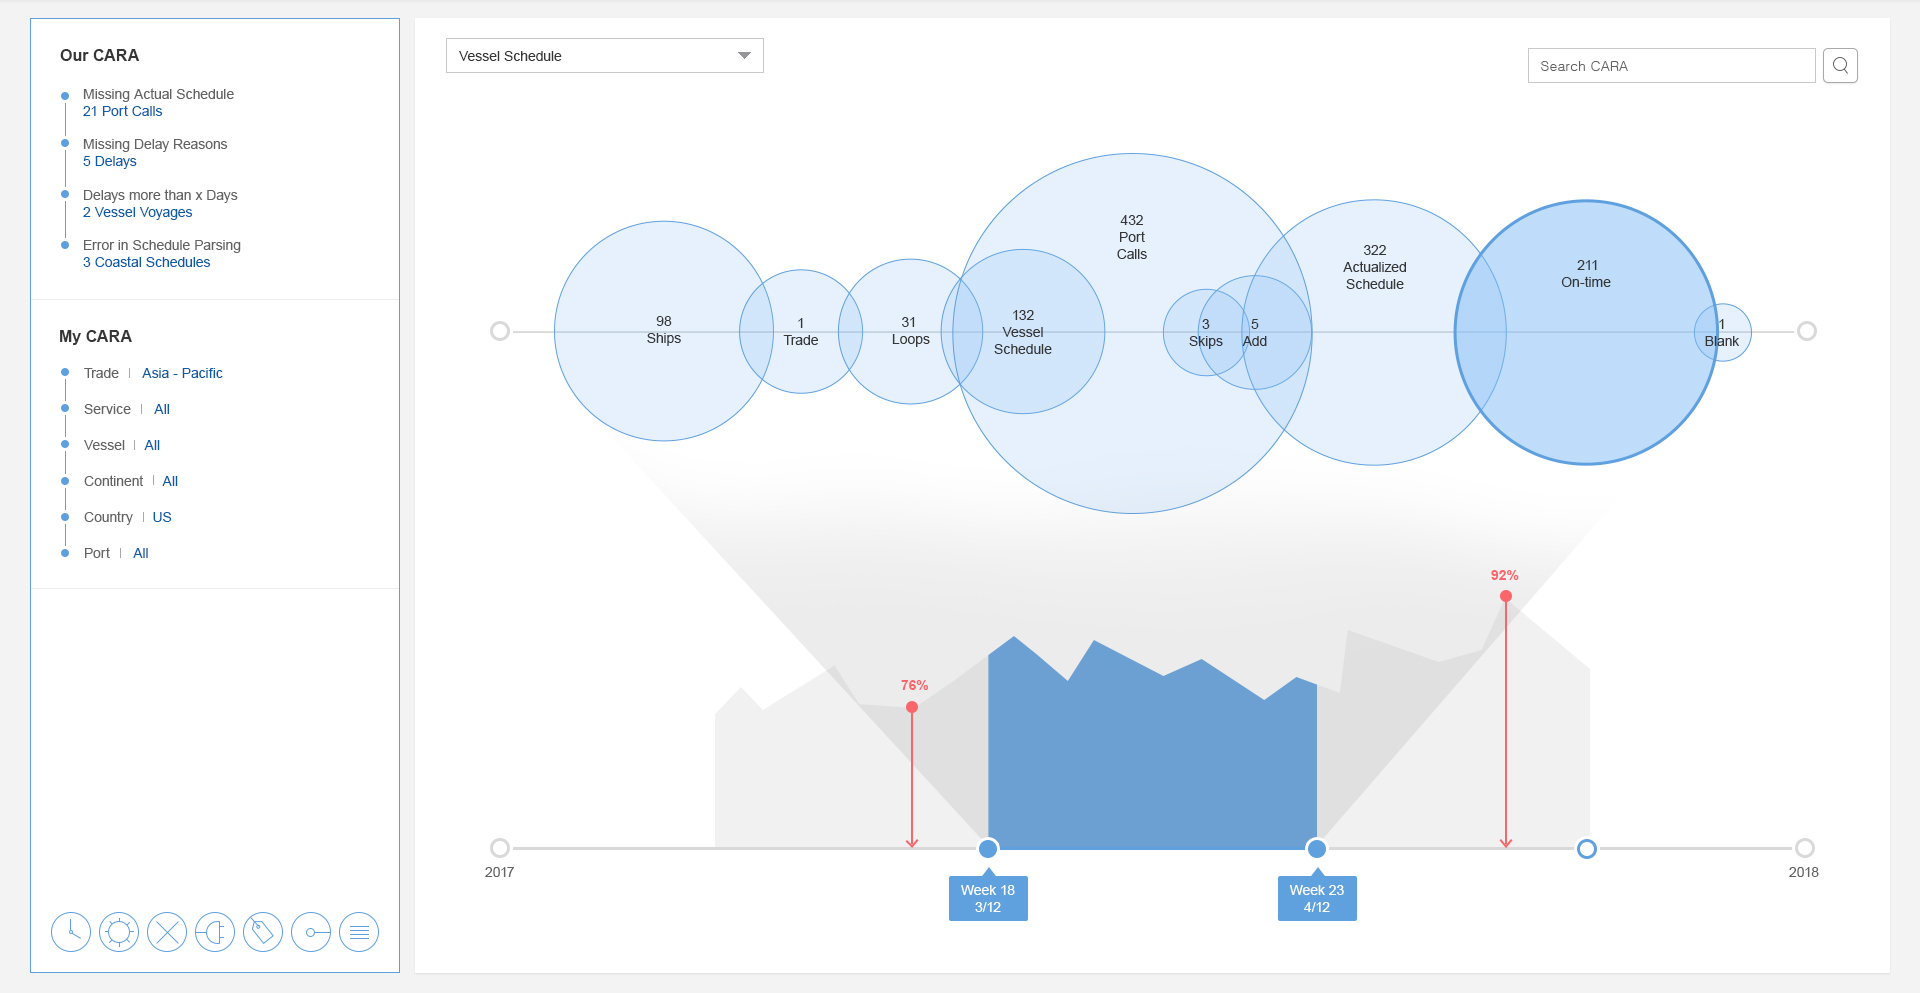 Our CARA
Missing Actual Schedule
21 Port Calls
Missing Delay Reasons
5 Delays
Delays more than x Days
2 Vessel Voyages
Error in Schedule Parsing
3 Coastal Schedules
My CARA
Trade | Asia - Pacific
Service | All
Vessel | All
Continent | All
Country | US
Port | All
Vessel Schedule
Search CARA
98
Ships
1
Trade
31
Loops
132
Vessel
Schedule
432
Port
Calls
3
Skips
5
Add
322
Actualized
Schedule
211
On-time
1
Blank
76%
92%
2017
2018
Week 18
3/12
Week 23
4/12